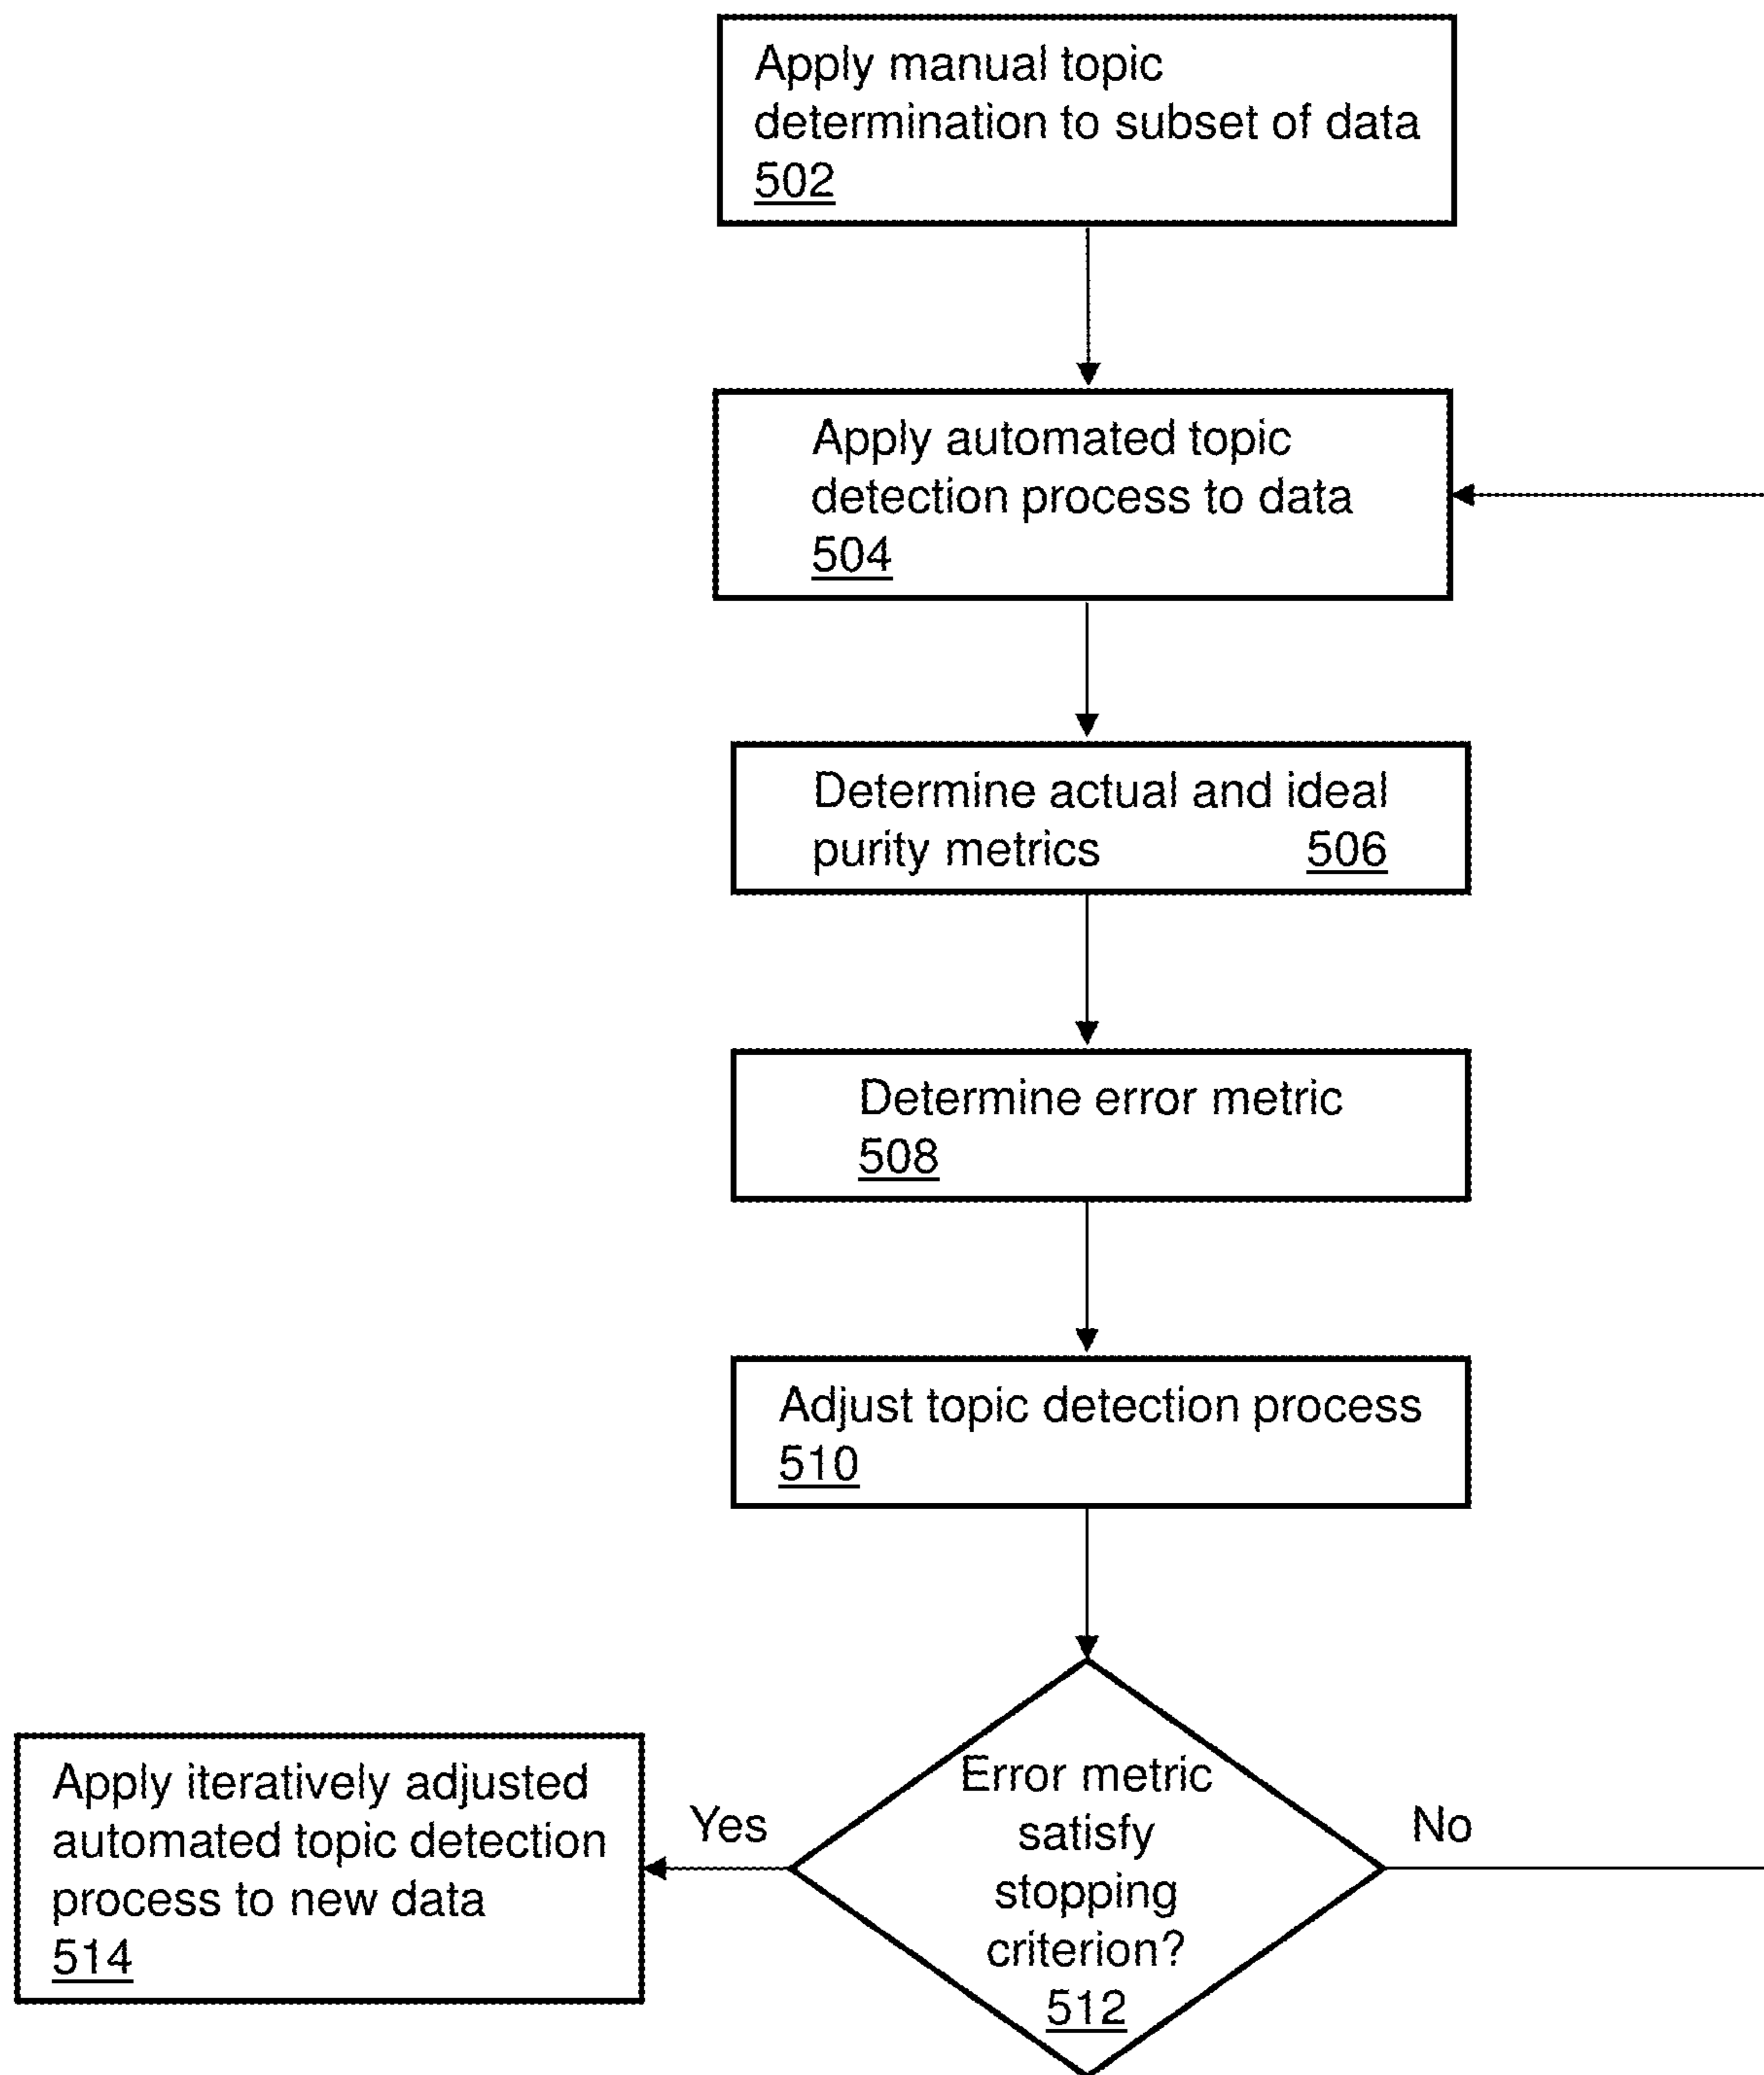 Apply manual topic
determination to subset of data
502
Apply automated topic
detection process to data
504
Determine actual and ideal
purity metrics 506
Determine error metric
508
Adjust topic detection process
510
Error metric
satisfy
stopping
criterion?
512
Yes
No
Apply iteratively adjusted
automated topic detection
process to new data
514